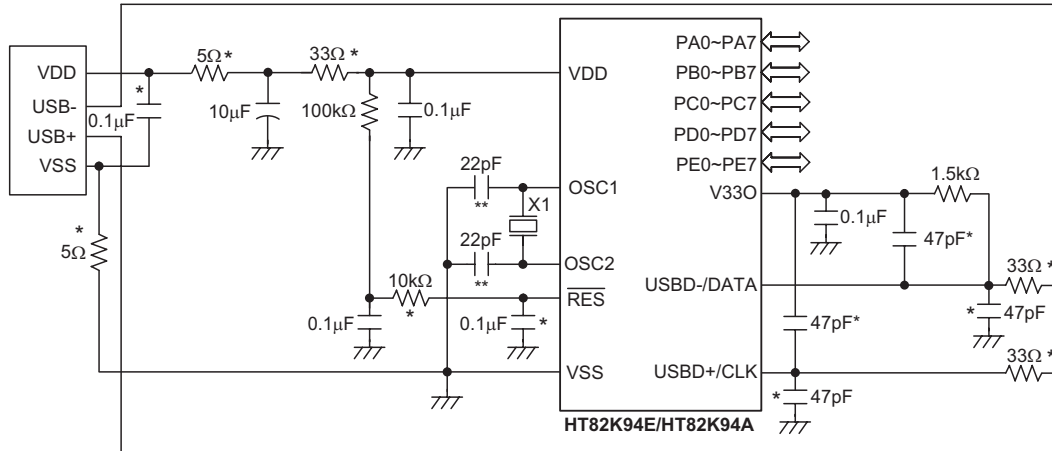 VDD
USB-
USB+
VSS
*
0.1μF
5Ω*
10μF
33Ω*
100kΩ
0.1μF
*
5Ω
22pF
**
X1
22pF
**
10kΩ
*
0.1μF
0.1μF
*
VDD
OSC1
OSC2
RES
VSS
PA0~PA7
PB0~PB7
PC0~PC7
PD0~PD7
PE0~PE7
V33O
USBD-/DATA
USBD+/CLK
HT82K94E/HT82K94A
1.5kΩ
0.1μF
47pF*
33Ω*
*
47pF
47pF*
33Ω*
*
47pF